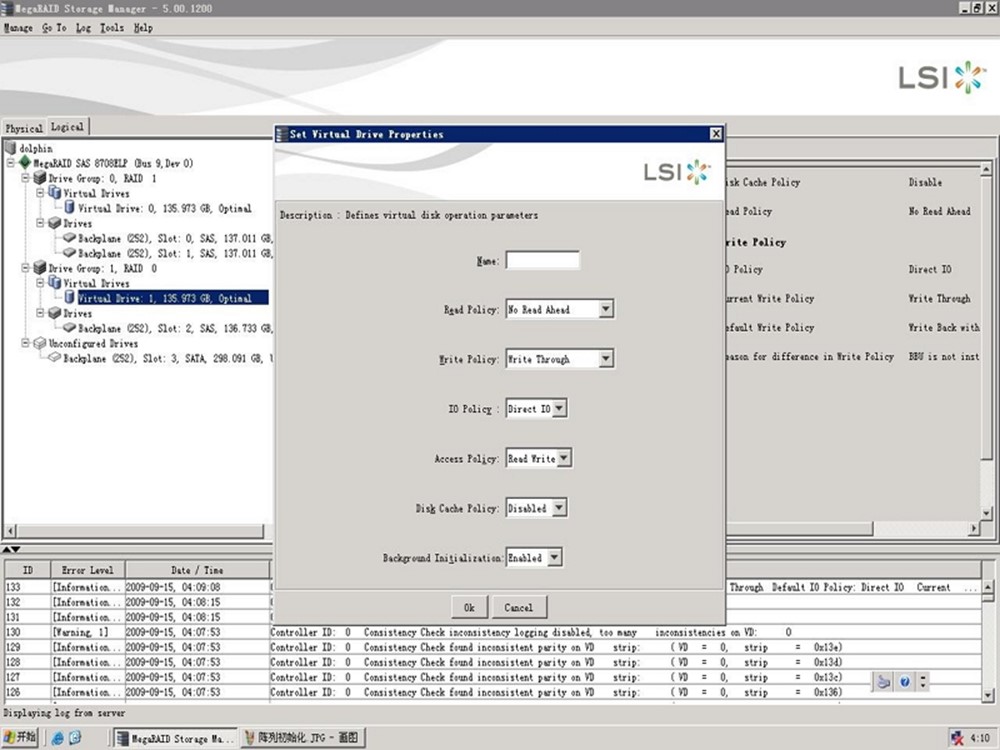 MegaRAID Storage Manager - 5.00.1200
Manage Go To Log Tools Help
LSI
Physical Logical
dolphin
MegaRAID SAS 8708ELP (Bus 9,Dev 0)
Drive Group: 0, RAID 1
Virtual Drives
Virtual Drive: 0, 135.973 GB, Optimal
Drives
Backplane (252), Slot: 0, SAS, 137.011 GB,
Backplane (252), Slot: 1, SAS, 137.011 GB,
Drive Group: 1, RAID 0
Virtual Drives
Virtual Drive: 1, 135.973 GB, Optimal
Drives
Backplane (252), Slot: 2, SAS, 136.733 GB,
Unconfigured Drives
Backplane (252), Slot: 3, SATA, 298.091 GB, U
Set Virtual Drive Properties
LSI
Description : Defines virtual disk operation parameters
Name:
Read Policy: No Read Ahead
Write Policy: Write Through
IO Policy : Direct IO
Access Policy: Read Write
Disk Cache Policy: Disabled
Background Initialization: Enabled
Ok Cancel
isk Cache Policy Disable
ead Policy No Read Ahead
rite Policy
O Policy Direct IO
urrent Write Policy Write Through
efault Write Policy Write Back with
eason for difference in Write Policy BBU is not inst
ID Error Level Date / Time
133 [Information... 2009-09-15, 04:09:08 Through Default IO Policy: Direct IO Current ...
132 [Information... 2009-09-15, 04:08:15
131 [Information... 2009-09-15, 04:08:15
130 [Warning, 1] 2009-09-15, 04:07:53 Controller ID: 0 Consistency Check inconsistency logging disabled, too many inconsistencies on VD: 0
129 [Information... 2009-09-15, 04:07:53 Controller ID: 0 Consistency Check found inconsistent parity on VD strip: ( VD = 0, strip = 0x13e)
128 [Information... 2009-09-15, 04:07:53 Controller ID: 0 Consistency Check found inconsistent parity on VD strip: ( VD = 0, strip = 0x13d)
127 [Information... 2009-09-15, 04:07:53 Controller ID: 0 Consistency Check found inconsistent parity on VD strip: ( VD = 0, strip = 0x13c)
126 [Information... 2009-09-15, 04:07:53 Controller ID: 0 Consistency Check found inconsistent parity on VD strip: ( VD = 0, strip = 0x136)
Displaying log from server
开始 MegaRAID Storage Ma... 阵列初始化.JPG - 画图 4:10